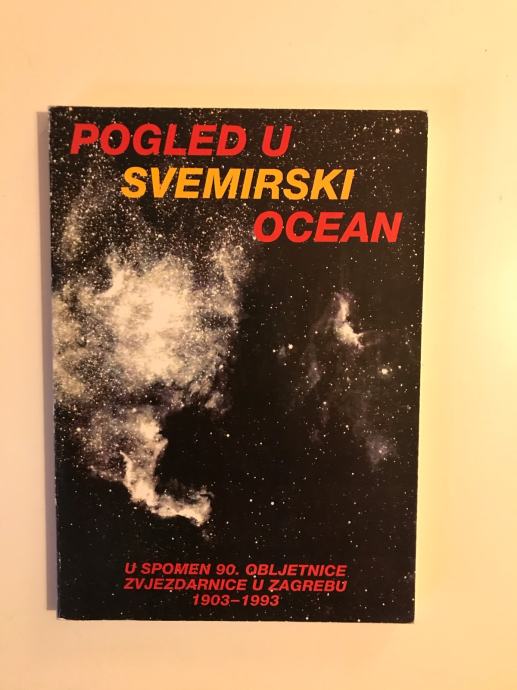 POGLED U
SVEMIRSKI
OCEAN
U SPOMEN 90. OBLJETNICE
ZVJEZDARNICE U ZAGREBU
1903–1993